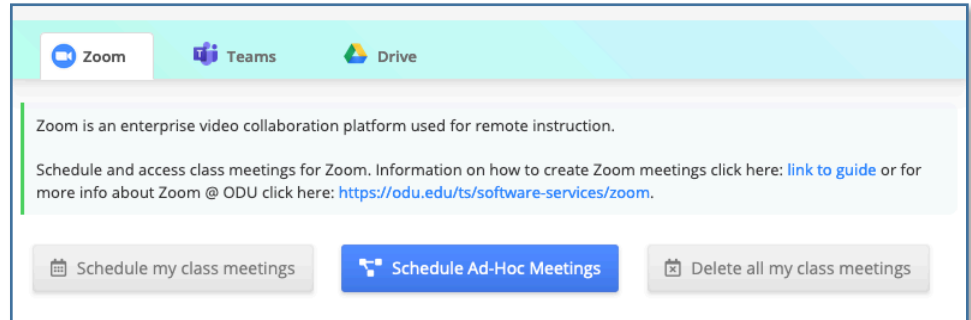 Zoom
Teams
Drive
Zoom is an enterprise video collaboration platform used for remote instruction.
Schedule and access class meetings for Zoom. Information on how to create Zoom meetings click here: link to guide or for
more info about Zoom @ ODU click here: https://odu.edu/ts/software-services/zoom.
Schedule my class meetings
Schedule Ad-Hoc Meetings
Delete all my class meetings